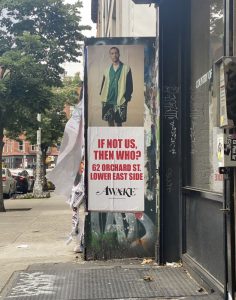 IF NOT US,
THEN WHO?
62 ORCHARD ST.
LOWER EAST SIDE
AWAKE